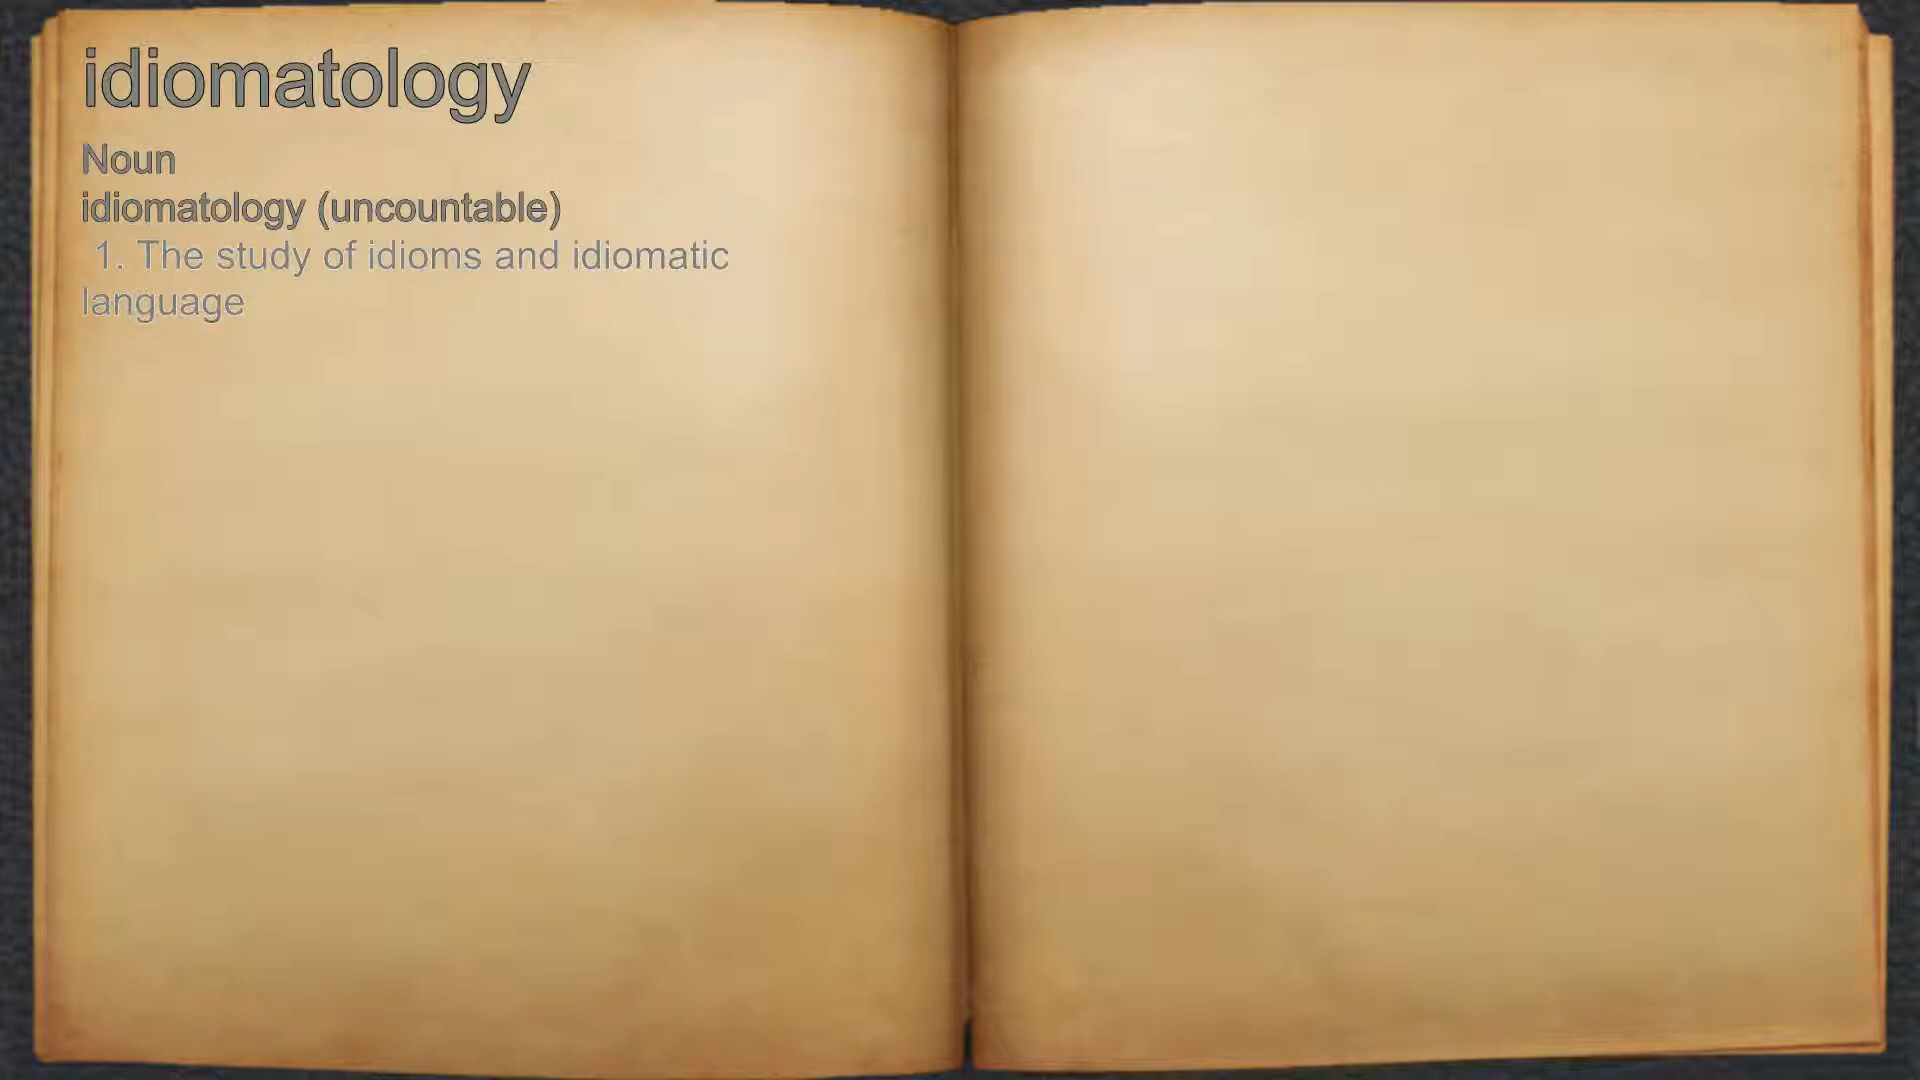 idiomatology
Noun
idiomatology (uncountable)
1. The study of idioms and idiomatic
language